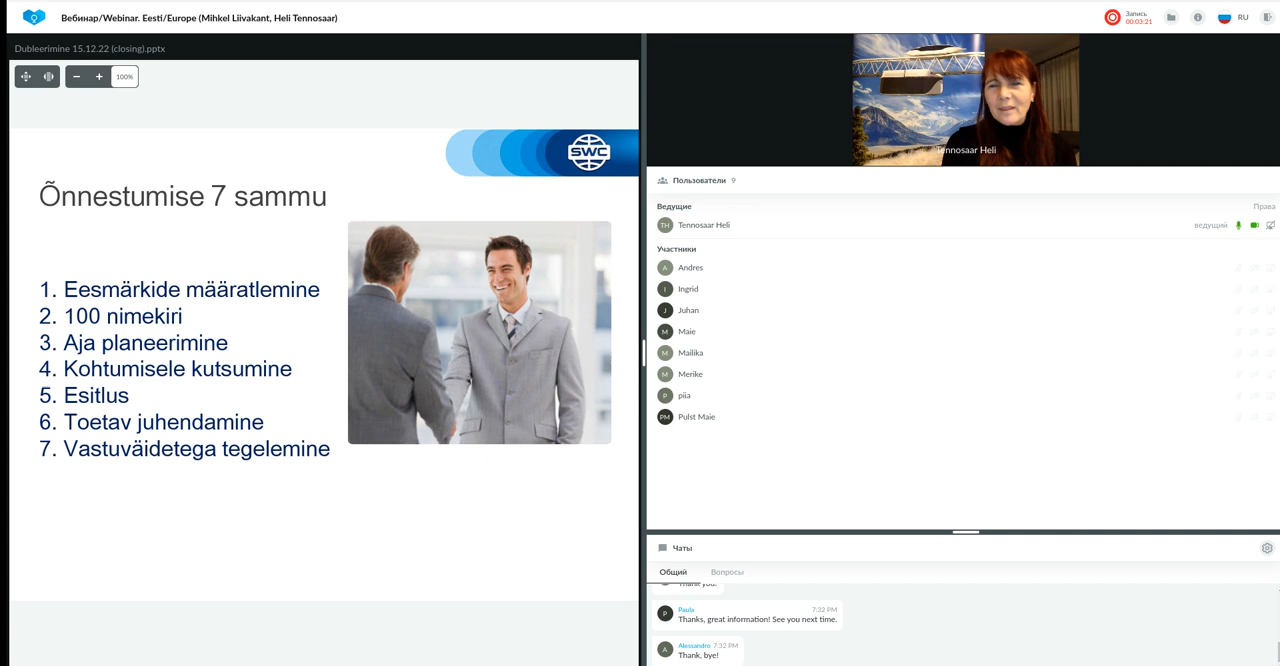 Вебинар/Webinar. Eesti/Europe (Mihkel Liivakant, Heli Tennosaar)
Запись
00:03:21
RU
Dubleerimine 15.12.22 (closing).pptx
100%
SWC
Õnnestumise 7 sammu
1. Eesmärkide määratlemine
2. 100 nimekiri
3. Aja planeerimine
4. Kohtumisele kutsumine
5. Esitlus
6. Toetav juhendamine
7. Vastuväidetega tegelemine
Tennosaar Heli
Пользователи 9
Ведущие Права
TH Tennosaar Heli ведущий
Участники
A Andres
I Ingrid
J Juhan
M Maie
M Mailika
M Merike
P piia
PM Pulst Maie
Чаты
Общий Вопросы
Thank you.
P Paula 7:32 PM
Thanks, great information! See you next time.
A Alessandro 7:32 PM
Thank, bye!